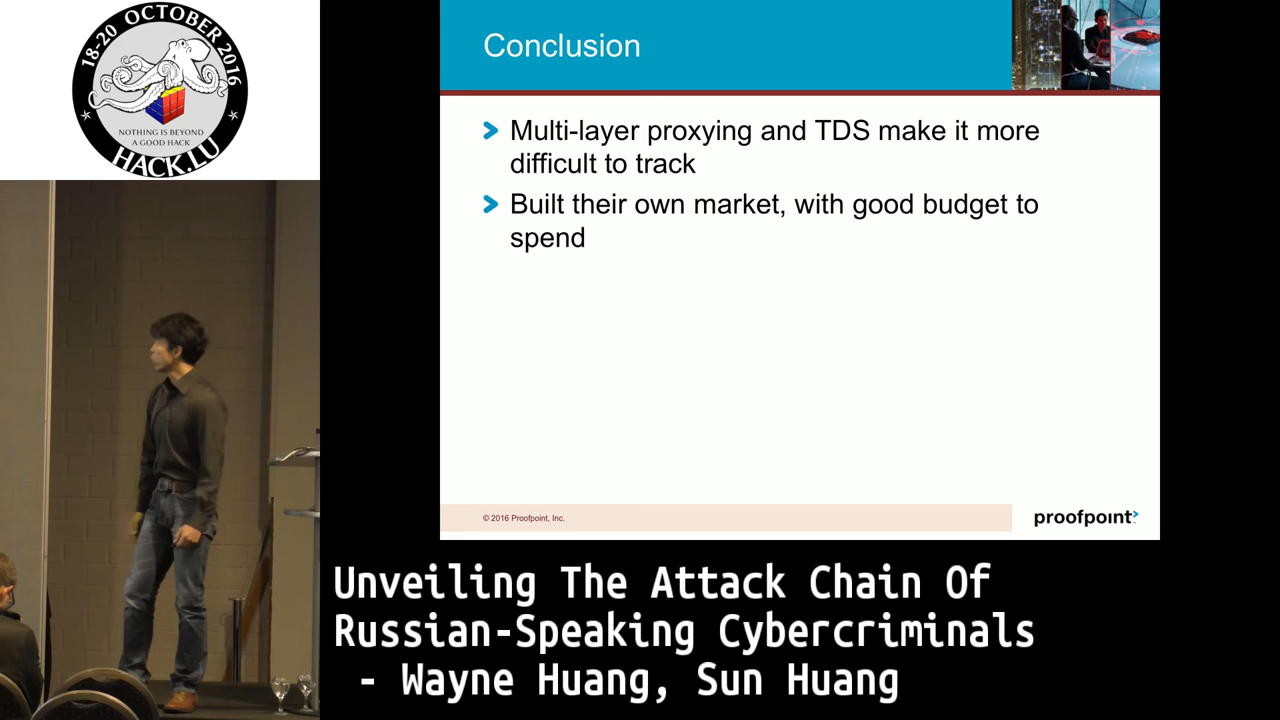 18-20 OCTOBER 2016
NOTHING IS BEYOND
A GOOD HACK
HACK.LU
Conclusion
Multi-layer proxying and TDS make it more
difficult to track
Built their own market, with good budget to
spend
© 2016 Proofpoint, Inc.
proofpoint
Unveiling The Attack Chain Of
Russian-Speaking Cybercriminals
- Wayne Huang, Sun Huang